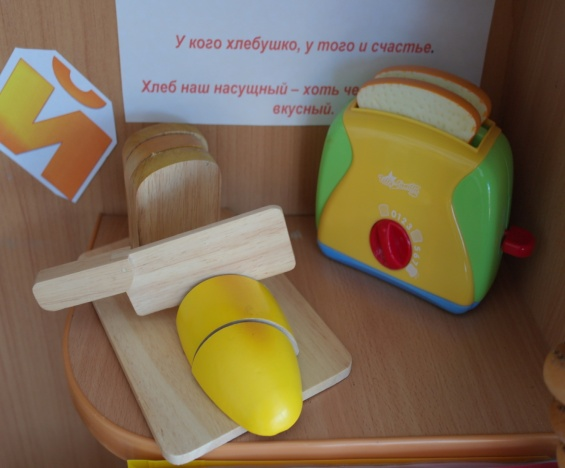 У кого хлебушко, у того и счастье.
Хлеб наш насущный – хоть
вкусный.
Й